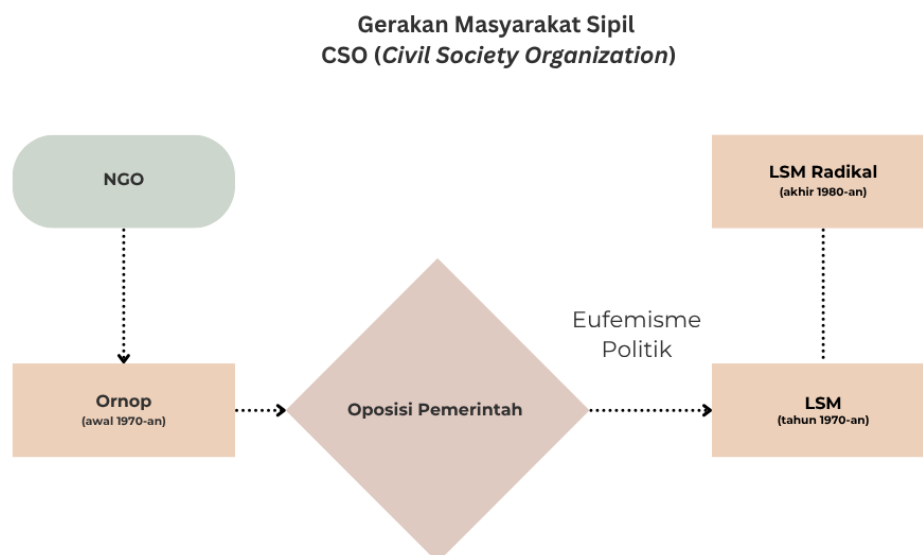 Gerakan Masyarakat Sipil
CSO (Civil Society Organization)
NGO
LSM Radikal
(akhir 1980-an)
Eufemisme
Politik
Ornop
(awal 1970-an)
Oposisi Pemerintah
LSM
(tahun 1970-an)